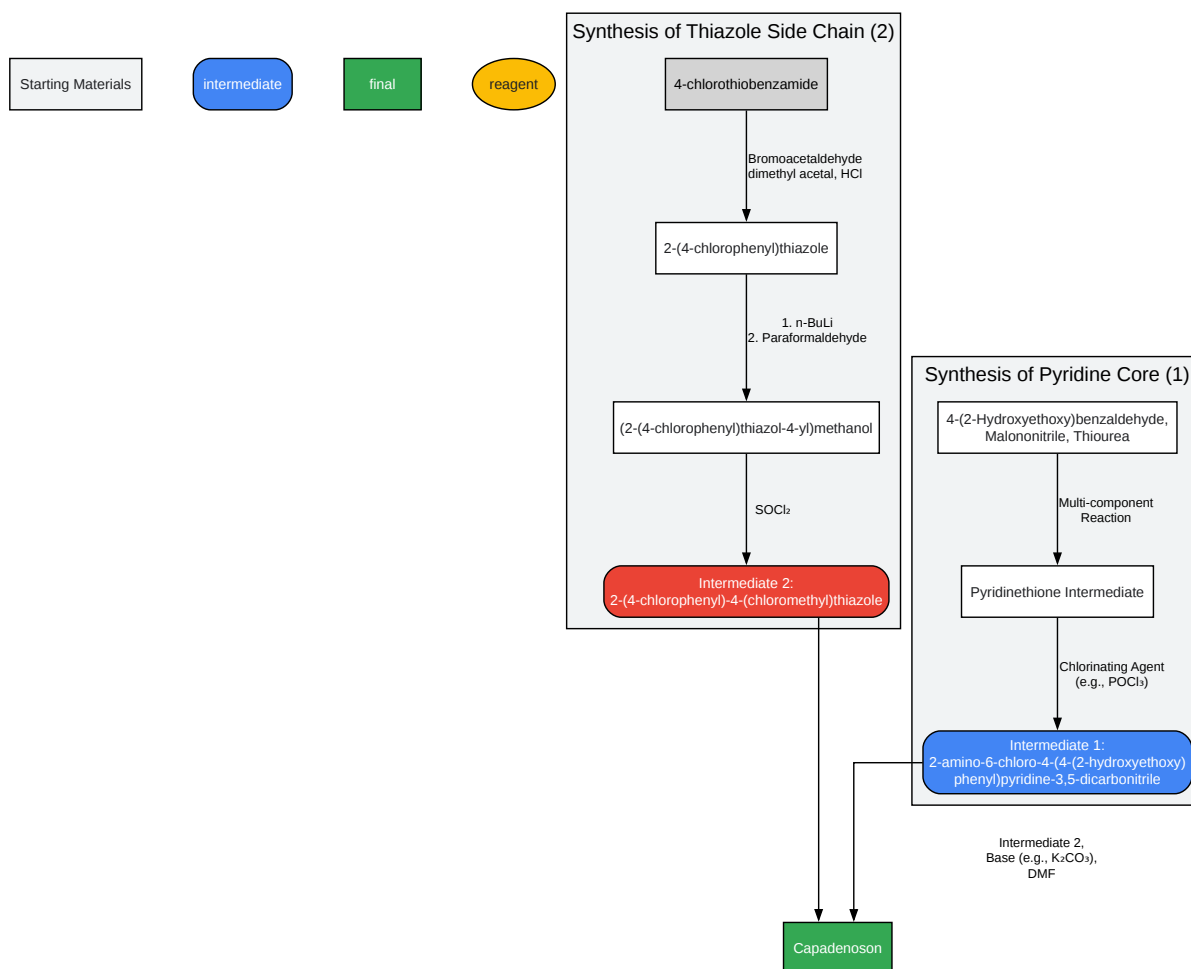 Synthesis of Thiazole Side Chain (2)
Starting Materials
intermediate
final
reagent
4-chlorothiobenzamide
Bromoacetaldehyde
dimethyl acetal, HCl
2-(4-chlorophenyl)thiazole
1. n-BuLi
2. Paraformaldehyde
(2-(4-chlorophenyl)thiazol-4-yl)methanol
SOCl₂
Intermediate 2:
2-(4-chlorophenyl)-4-(chloromethyl)thiazole
Synthesis of Pyridine Core (1)
4-(2-Hydroxyethoxy)benzaldehyde,
Malononitrile, Thiourea
Multi-component
Reaction
Pyridinethione Intermediate
Chlorinating Agent
(e.g., POCl₃)
Intermediate 1:
2-amino-6-chloro-4-(4-(2-hydroxyethoxy)
phenyl)pyridine-3,5-dicarbonitrile
Intermediate 2,
Base (e.g., K₂CO₃),
DMF
Capadenoson